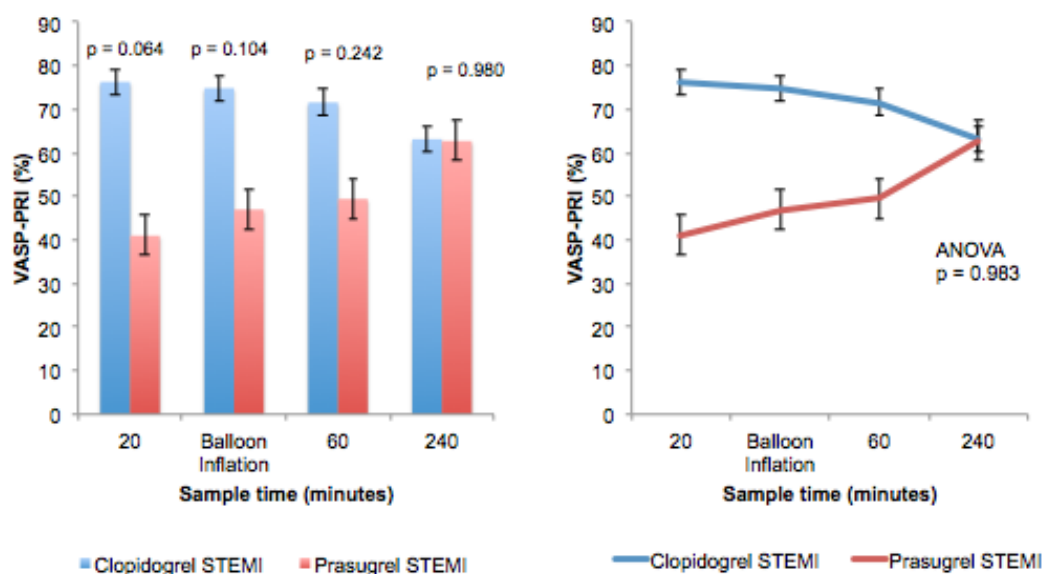 90
80
70
60
50
40
30
20
10
0
VASP-PRI (%)
p = 0.064
p = 0.104
p = 0.242
p = 0.980
20
Balloon
Inflation
60
240
Sample time (minutes)
Clopidogrel STEMI
Prasugrel STEMI
90
80
70
60
50
40
30
20
10
0
VASP-PRI (%)
ANOVA
p = 0.983
20
Balloon
Inflation
60
240
Sample time (minutes)
Clopidogrel STEMI
Prasugrel STEMI